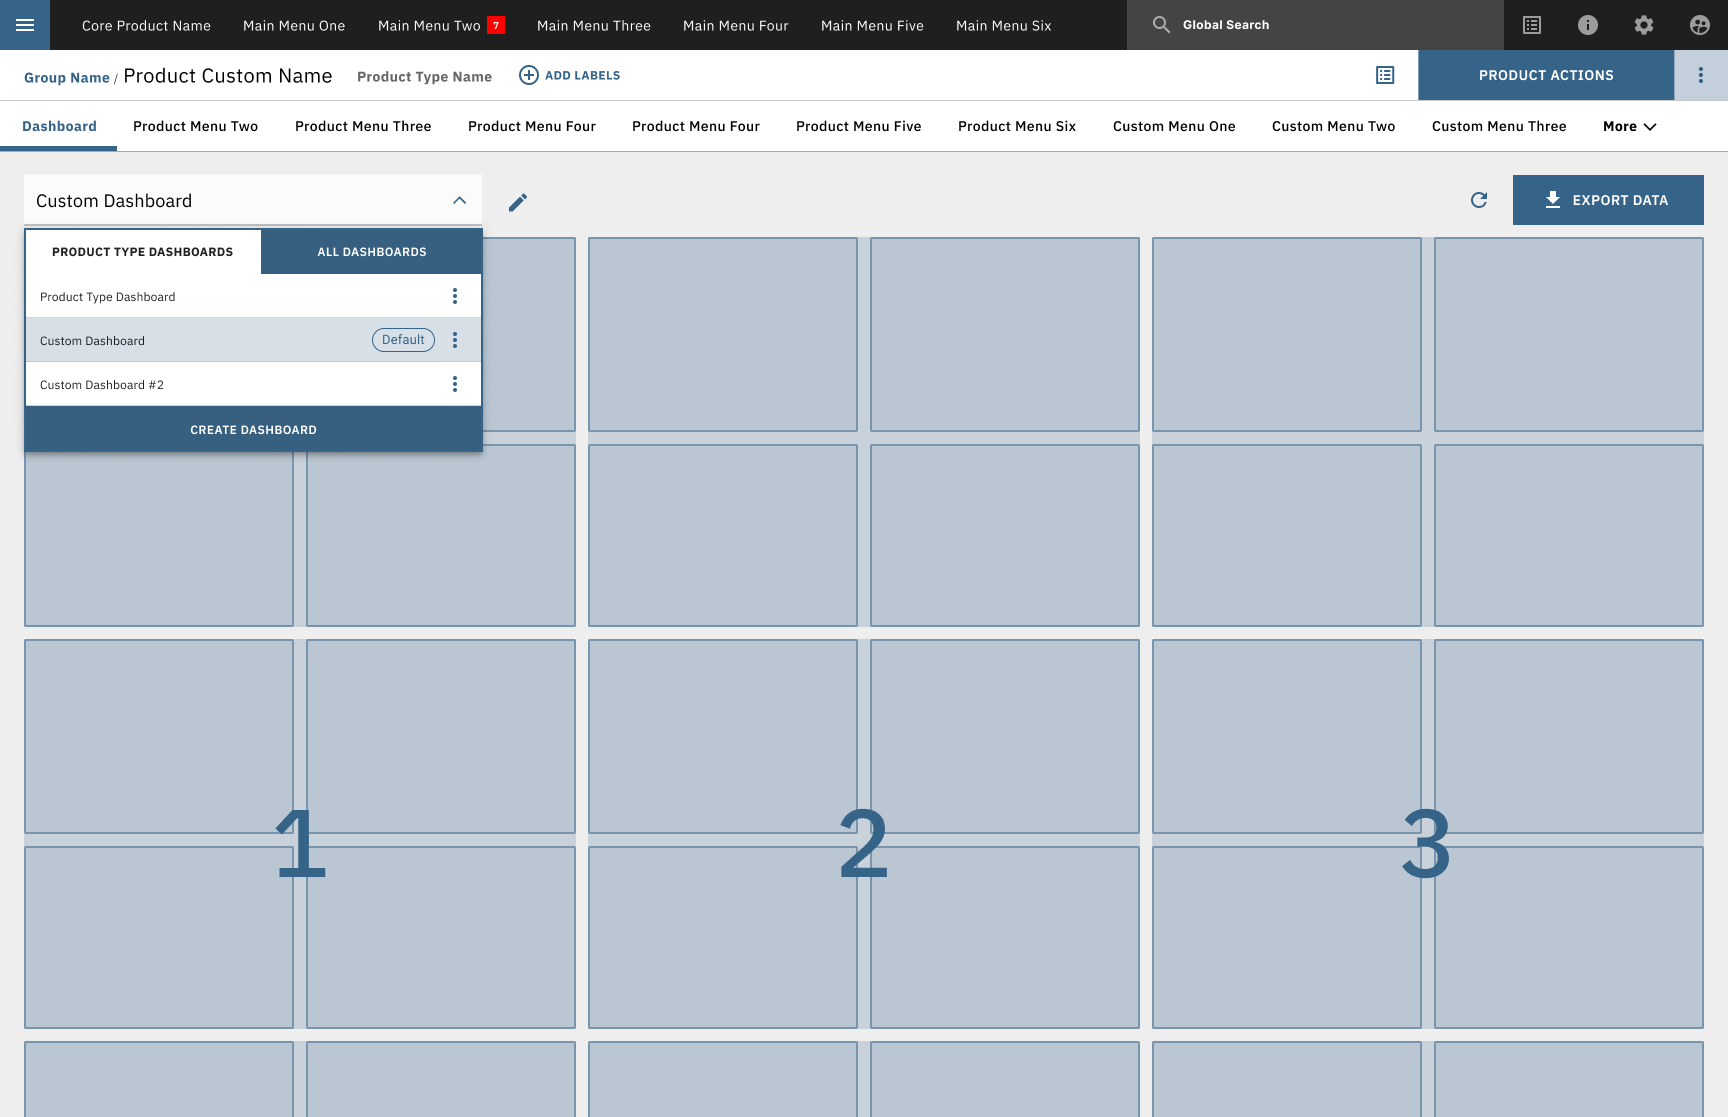 Core Product Name Main Menu One Main Menu Two 7 Main Menu Three Main Menu Four Main Menu Five Main Menu Six Global Search
Group Name / Product Custom Name Product Type Name ADD LABELS PRODUCT ACTIONS
Dashboard Product Menu Two Product Menu Three Product Menu Four Product Menu Four Product Menu Five Product Menu Six Custom Menu One Custom Menu Two Custom Menu Three More
Custom Dashboard EXPORT DATA
PRODUCT TYPE DASHBOARDS ALL DASHBOARDS
Product Type Dashboard
Custom Dashboard Default
Custom Dashboard #2
CREATE DASHBOARD
1 2 3